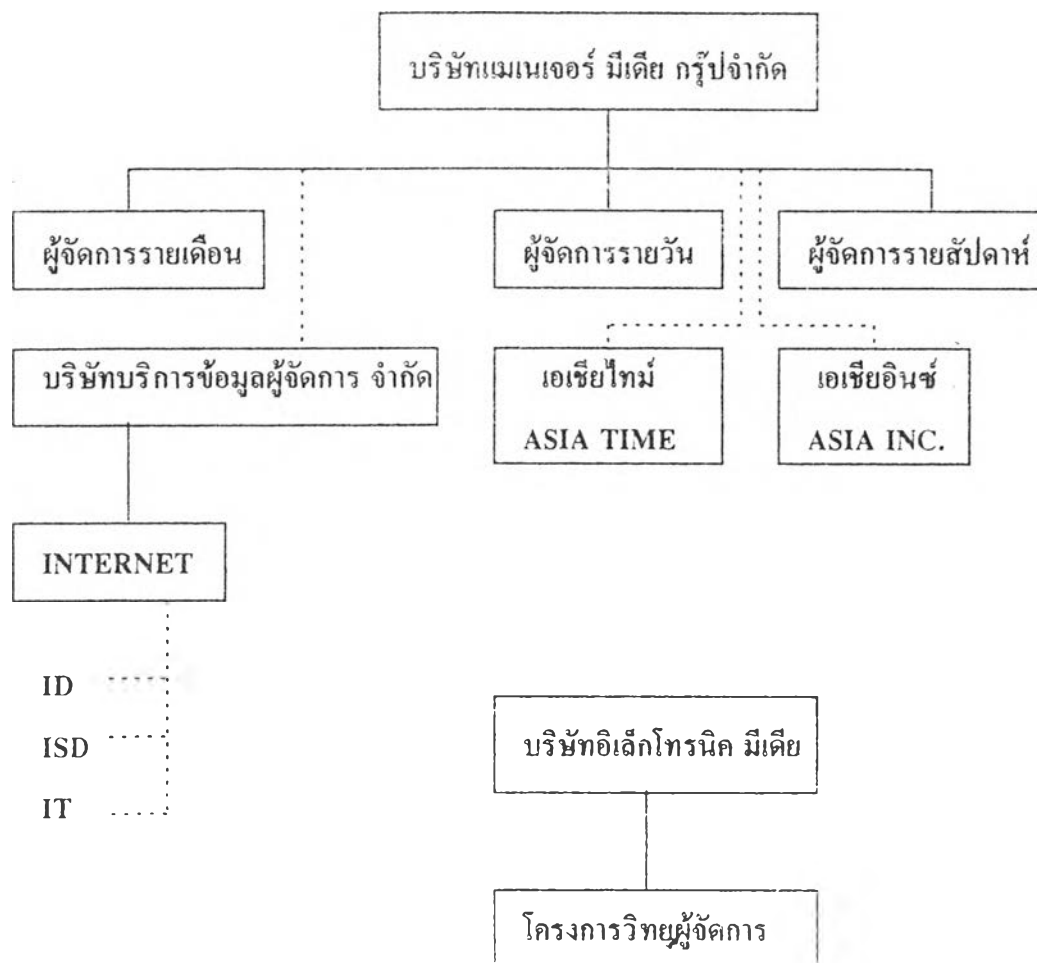 บริษัทแมเนเจอร์ มีเดีย กรุ๊ปจำกัด
ผู้จัดการรายเดือน
ผู้จัดการรายวัน
ผู้จัดการรายสัปดาห์
บริษัทบริการข้อมูลผู้จัดการ จำกัด
เอเชียไทม์
ASIA TIME
เอเชียอินซ์
ASIA INC.
INTERNET
ID
ISD
IT
บริษัทอิเล็กโทรนิค มีเดีย
โครงการวิทยุผู้จัดการ